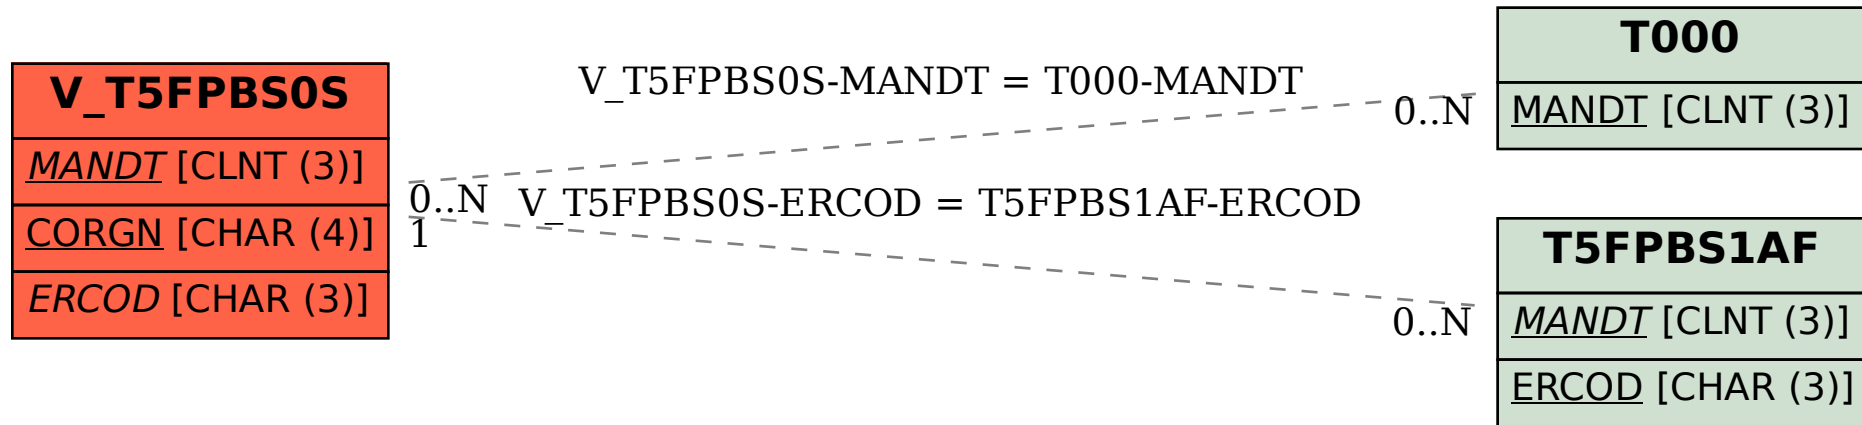 V_T5FPBS0S
MANDT [CLNT (3)]
CORGN [CHAR (4)]
ERCOD [CHAR (3)]
V_T5FPBS0S-MANDT = T000-MANDT
0..N
0..N
V_T5FPBS0S-ERCOD = T5FPBS1AF-ERCOD
1
0..N
T000
MANDT [CLNT (3)]
T5FPBS1AF
MANDT [CLNT (3)]
ERCOD [CHAR (3)]